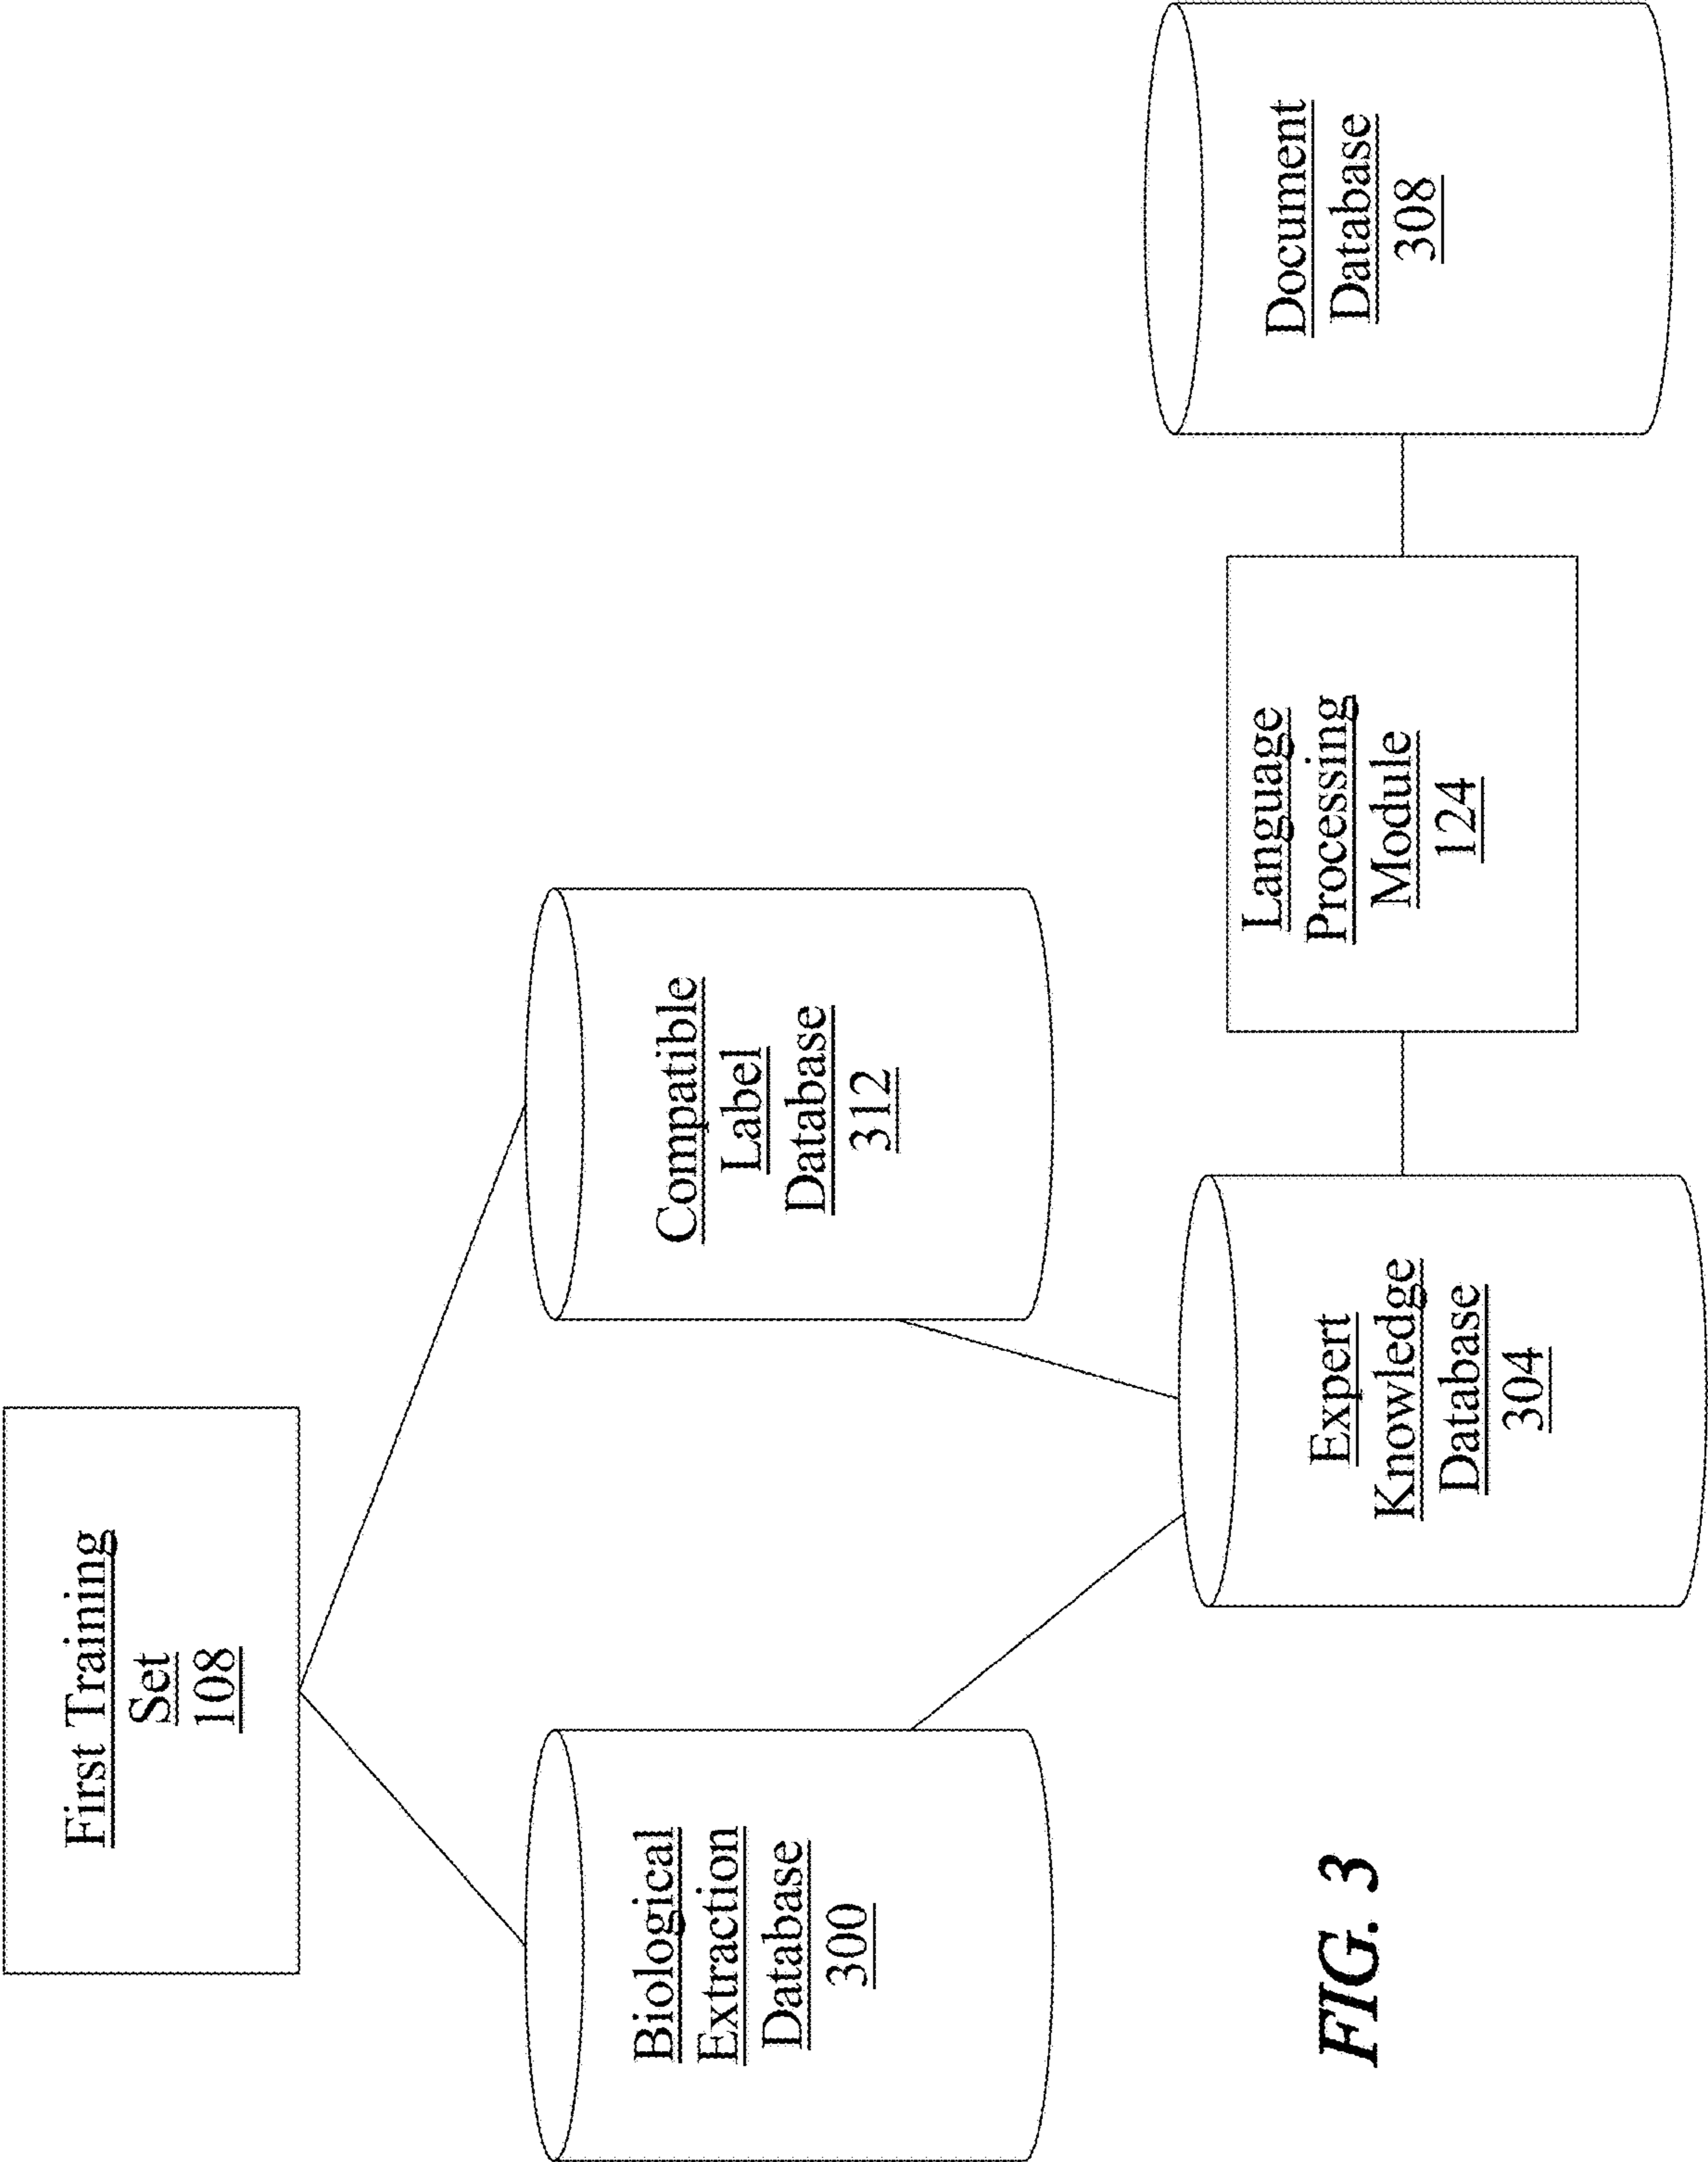 First Training
Set
108
Biological
Extraction
Database
300
Compatible
Label
Database
312
Expert
Knowledge
Database
304
Language
Processing
Module
124
Document
Database
308
FIG. 3